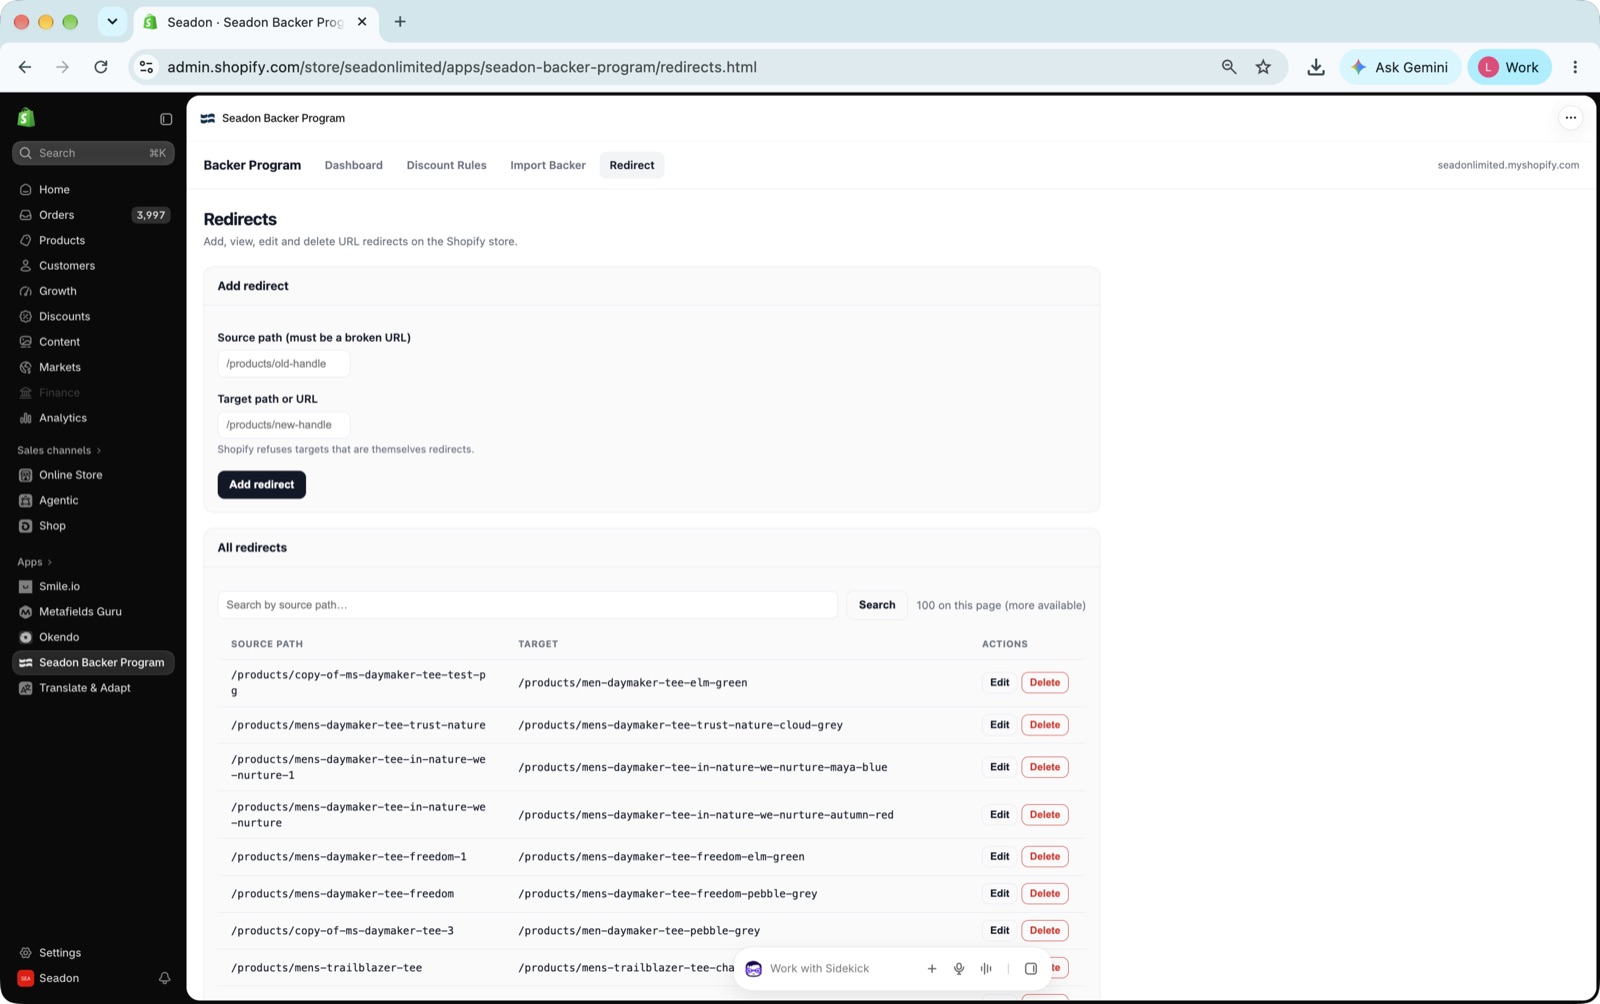 Seadon · Seadon Backer Prog
admin.shopify.com/store/seadonlimited/apps/seadon-backer-program/redirects.html
Ask Gemini
L
Work
Search
⌘K
Home
Orders
3,997
Products
Customers
Growth
Discounts
Content
Markets
Finance
Analytics
Sales channels
Online Store
Agentic
Shop
Apps
Smile.io
Metafields Guru
Okendo
Seadon Backer Program
Translate & Adapt
Settings
SEA
Seadon
Seadon Backer Program
Backer Program
Dashboard
Discount Rules
Import Backer
Redirect
seadonlimited.myshopify.com
Redirects
Add, view, edit and delete URL redirects on the Shopify store.
Add redirect
Source path (must be a broken URL)
/products/old-handle
Target path or URL
/products/new-handle
Shopify refuses targets that are themselves redirects.
Add redirect
All redirects
Search by source path...
Search
100 on this page (more available)
SOURCE PATH TARGET ACTIONS
/products/copy-of-ms-daymaker-tee-test-p
g
/products/men-daymaker-tee-elm-green
Edit Delete
/products/mens-daymaker-tee-trust-nature
/products/mens-daymaker-tee-trust-nature-cloud-grey
Edit Delete
/products/mens-daymaker-tee-in-nature-we
-nurture-1
/products/mens-daymaker-tee-in-nature-we-nurture-maya-blue
Edit Delete
/products/mens-daymaker-tee-in-nature-we
-nurture
/products/mens-daymaker-tee-in-nature-we-nurture-autumn-red
Edit Delete
/products/mens-daymaker-tee-freedom-1
/products/mens-daymaker-tee-freedom-elm-green
Edit Delete
/products/mens-daymaker-tee-freedom
/products/mens-daymaker-tee-freedom-pebble-grey
Edit Delete
/products/copy-of-ms-daymaker-tee-3
/products/men-daymaker-tee-pebble-grey
Edit Delete
/products/mens-trailblazer-tee
/products/mens-trailblazer-tee-cha
te
Work with Sidekick